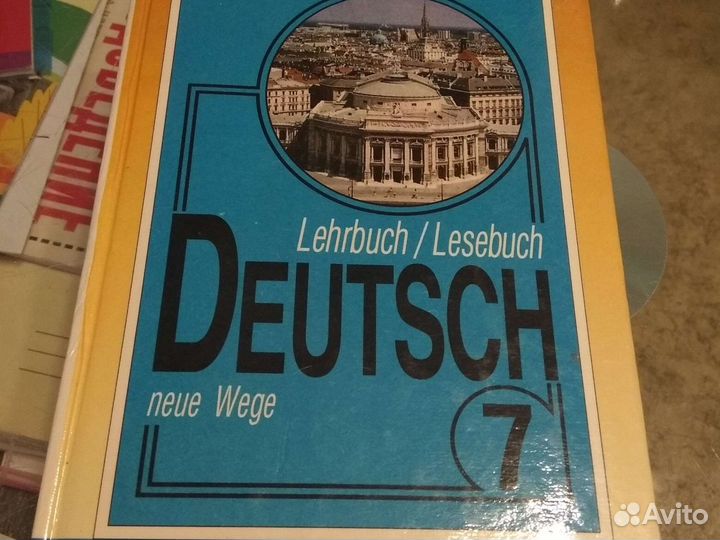 Lehrbuch / Lesebuch
DEUTSCH
neue Wege
7
Avito